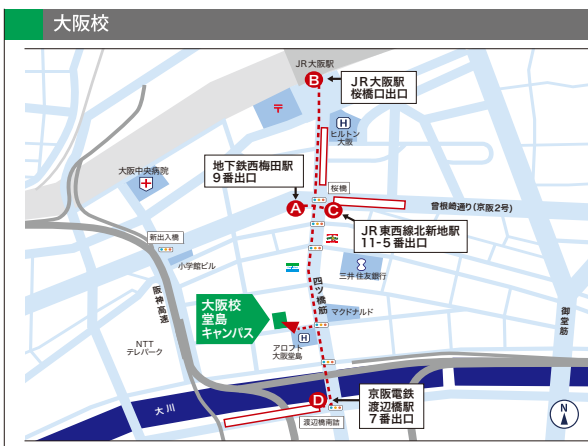 大阪校
JR大阪駅
B
JR大阪駅
桜橋口出口
〒
H
ヒルトン
大阪
大阪中央病院
地下鉄西梅田駅
9番出口
桜橋
A
C
曽根崎通り(京阪2号)
JR東西線北新地駅
11-5番出口
新出入橋
小学館ビル
三井住友銀行
阪神高速
四ツ橋筋
御堂筋
大阪校
堂島
キャンパス
マクドナルド
H
アロフト
大阪堂島
NTT
テレパーク
大川
D
京阪電鉄
渡辺橋駅
7番出口
渡辺橋南詰
N